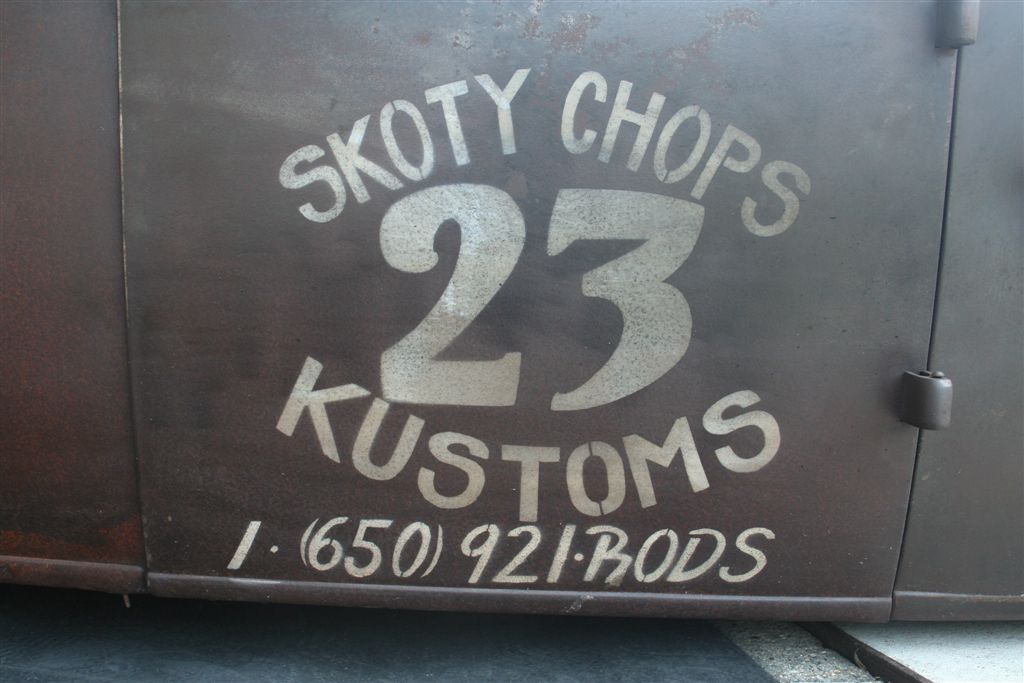 SKOTY CHOPS
23
KUSTOMS
1·(650) 921·RODS